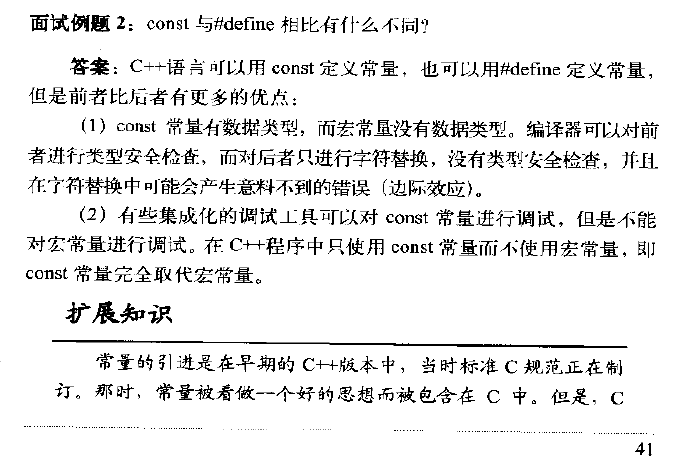 面试例题 2：const 与#define 相比有什么不同？
答案：C++语言可以用 const 定义常量，也可以用#define 定义常量，
但是前者比后者有更多的优点：
（1）const 常量有数据类型，而宏常量没有数据类型。编译器可以对前
者进行类型安全检查，而对后者只进行字符替换，没有类型安全检查，并且
在字符替换中可能会产生意料不到的错误（边际效应）。
（2）有些集成化的调试工具可以对 const 常量进行调试，但是不能
对宏常量进行调试。在 C++程序中只使用 const 常量而不使用宏常量，即
const 常量完全取代宏常量。
扩展知识
常量的引进是在早期的 C++版本中，当时标准 C 规范正在制
订。那时，常量被看做一个好的思想而被包含在 C 中。但是，C
41